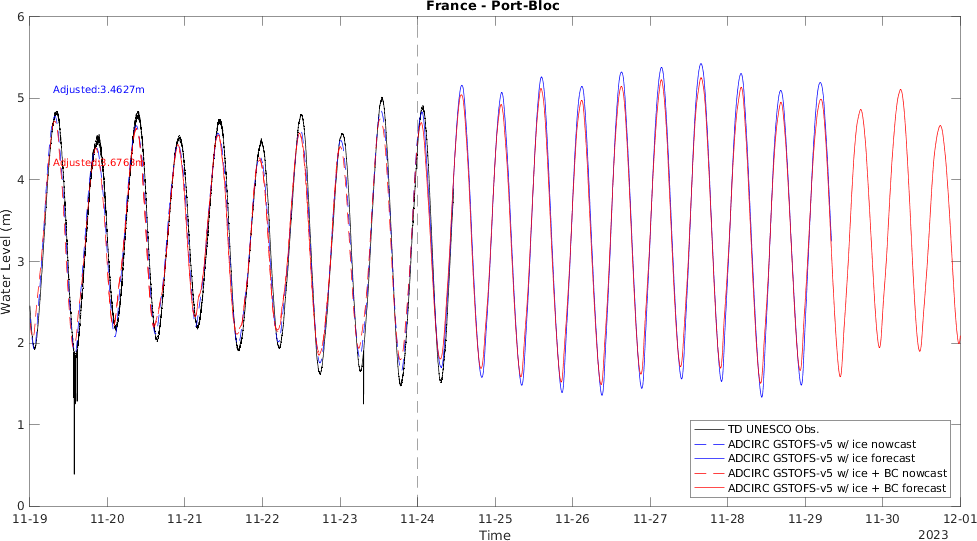 France - Port-Bloc
Water Level (m)
6
5
4
3
2
1
0
Adjusted:3.4627m
Adjusted:3.6768m
TD UNESCO Obs.
ADCIRC GSTOFS-v5 w/ ice nowcast
ADCIRC GSTOFS-v5 w/ ice forecast
ADCIRC GSTOFS-v5 w/ ice + BC nowcast
ADCIRC GSTOFS-v5 w/ ice + BC forecast
11-19 11-20 11-21 11-22 11-23 11-24 11-25 11-26 11-27 11-28 11-29 11-30 12-01
Time
2023